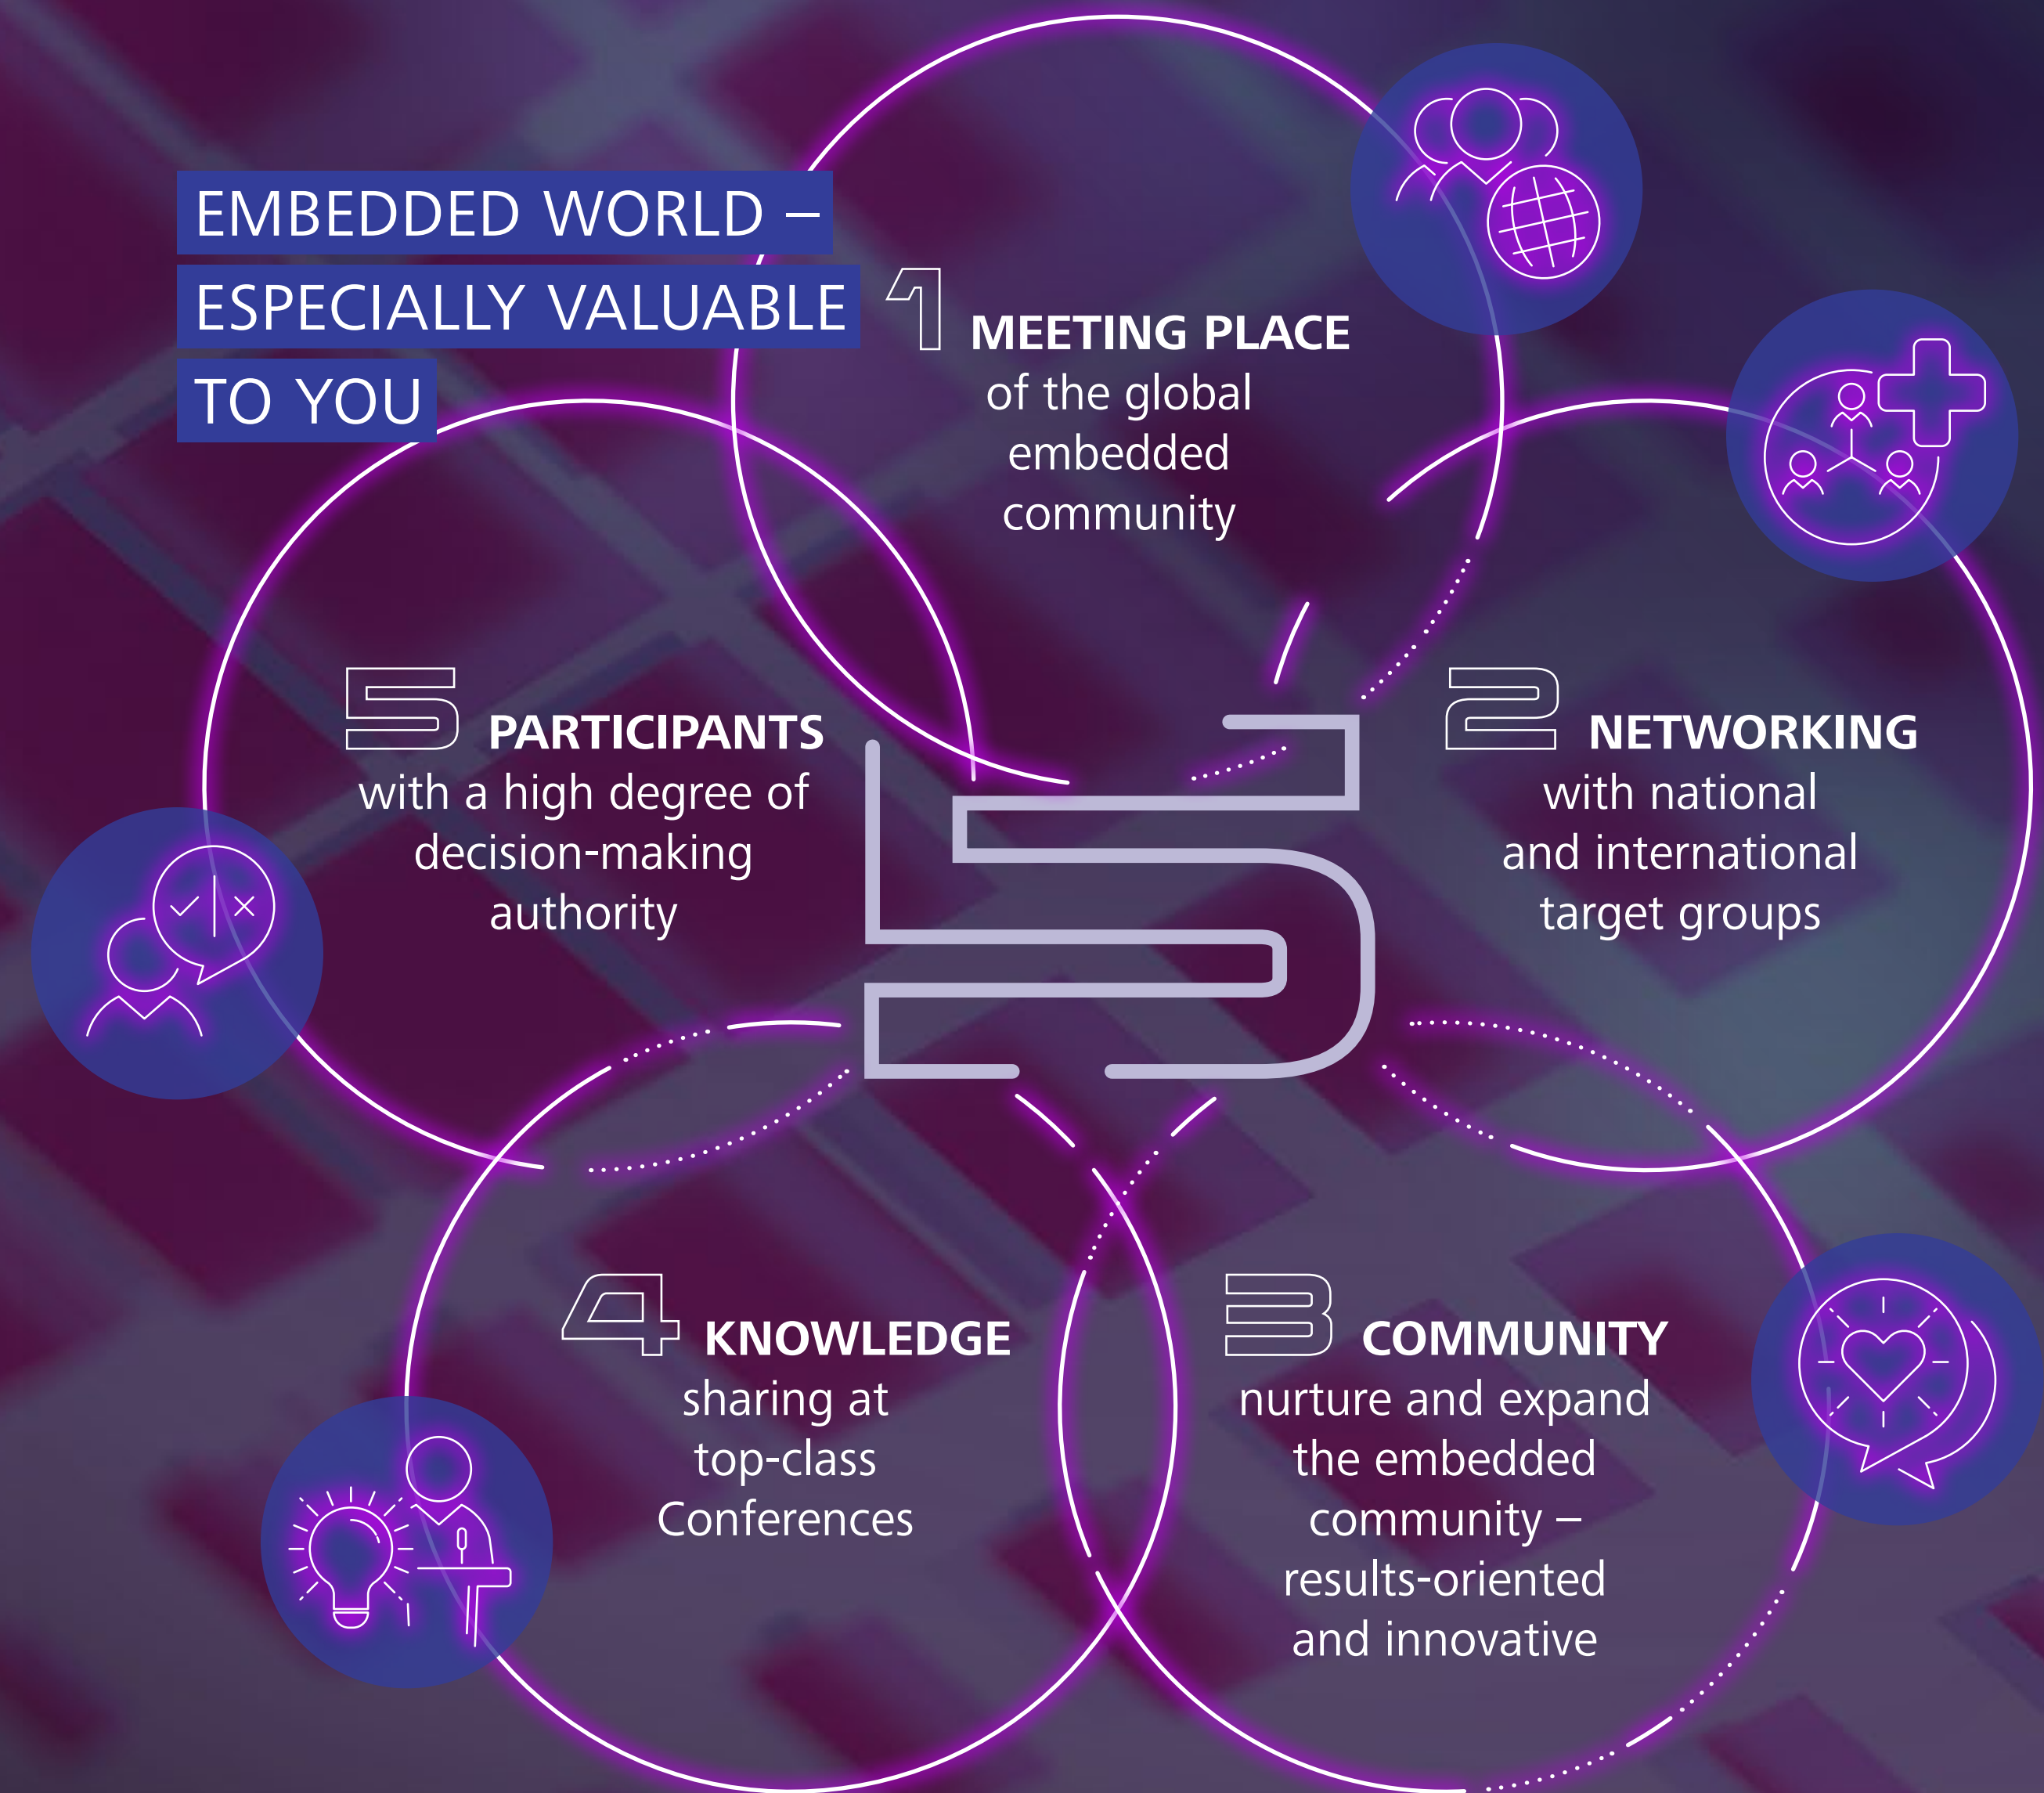 EMBEDDED WORLD –
ESPECIALLY VALUABLE
TO YOU
1 MEETING PLACE
of the global
embedded
community
2 NETWORKING
with national
and international
target groups
3 COMMUNITY
nurture and expand
the embedded
community –
results-oriented
and innovative
4 KNOWLEDGE
sharing at
top-class
Conferences
5 PARTICIPANTS
with a high degree of
decision-making
authority
5